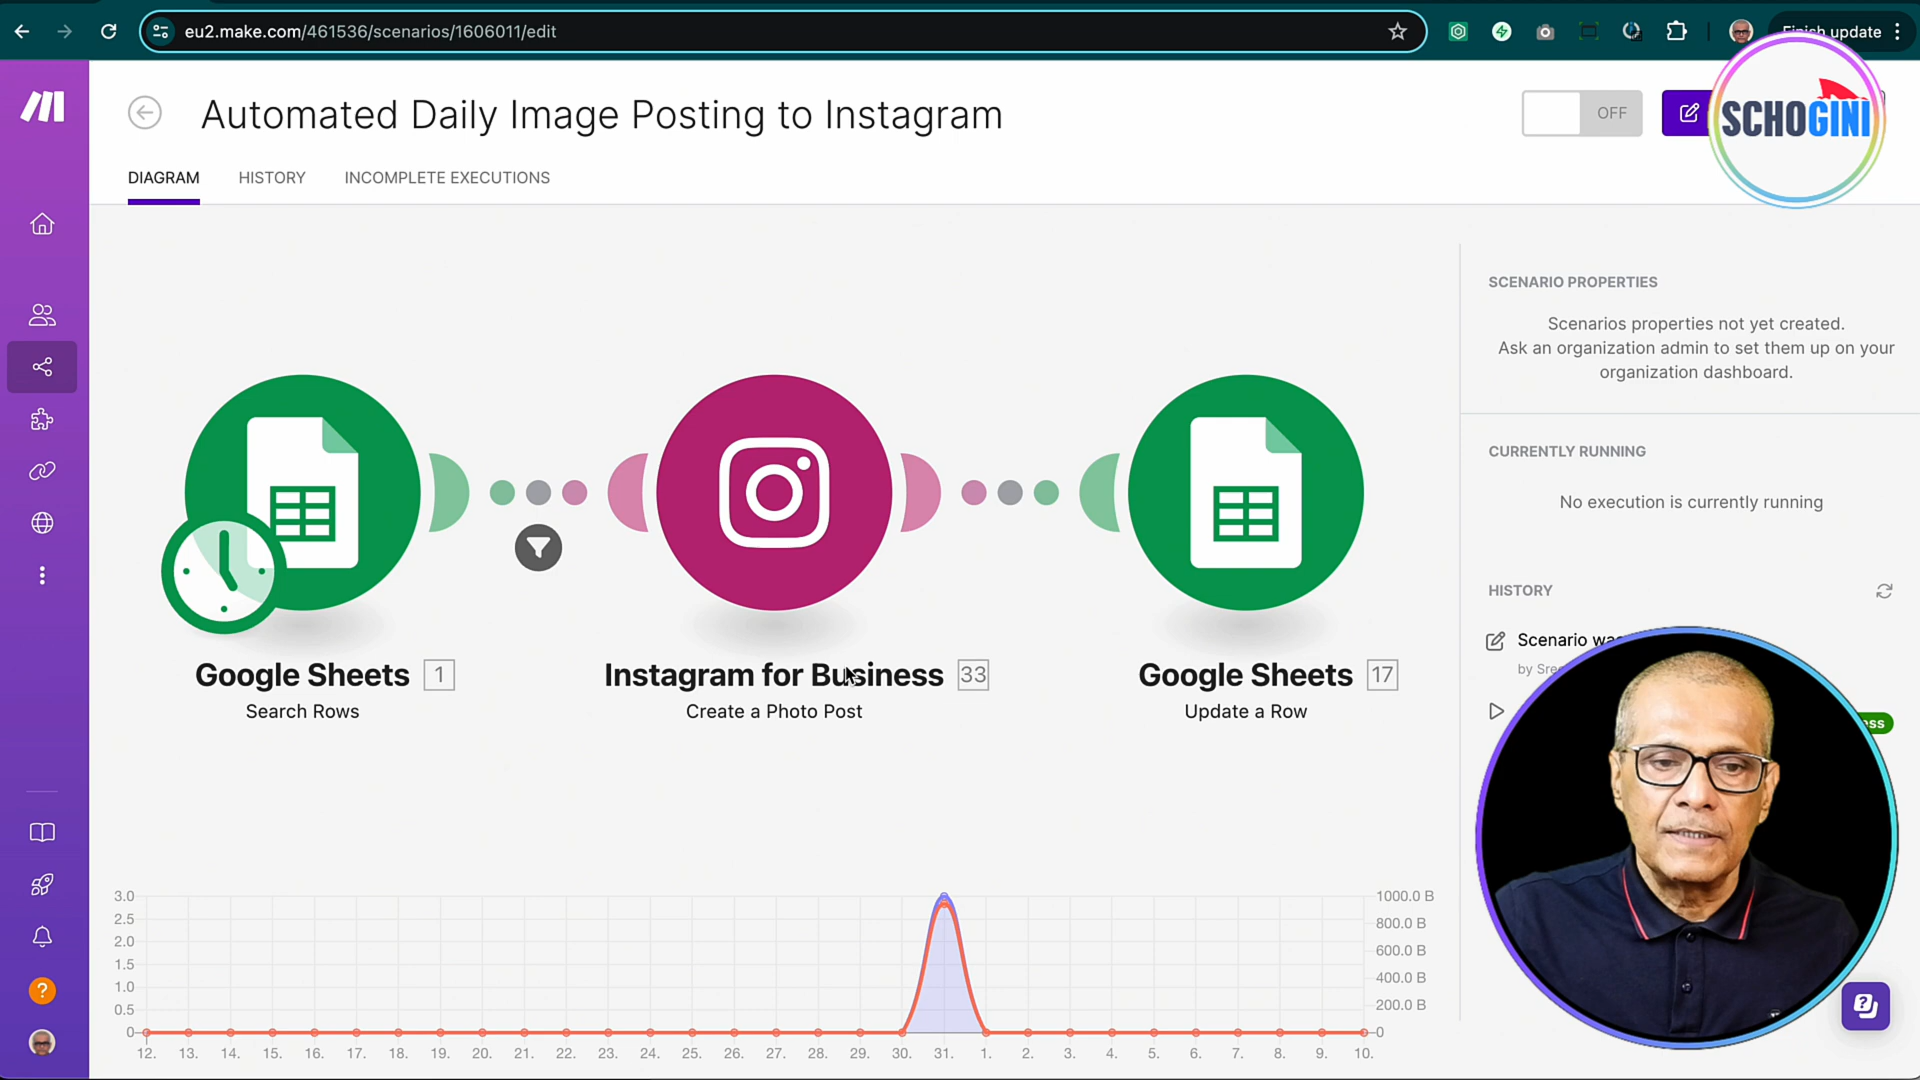 eu2.make.com/461536/scenarios/1606011/edit
Finish update
Automated Daily Image Posting to Instagram
OFF
SCHOGINI
DIAGRAM
HISTORY
INCOMPLETE EXECUTIONS
SCENARIO PROPERTIES
Scenarios properties not yet created.
Ask an organization admin to set them up on your
organization dashboard.
CURRENTLY RUNNING
No execution is currently running
HISTORY
Scenario
by
Google Sheets 1
Search Rows
Instagram for Business 33
Create a Photo Post
Google Sheets 17
Update a Row
3.0
2.5
2.0
1.5
1.0
0.5
0
1000.0 B
800.0 B
600.0 B
400.0 B
200.0 B
0
12. 13. 14. 15. 16. 17. 18. 19. 20. 21. 22. 23. 24. 25. 26. 27. 28. 29. 30. 31. 1. 2. 3. 4. 5. 6. 7. 8. 9. 10.